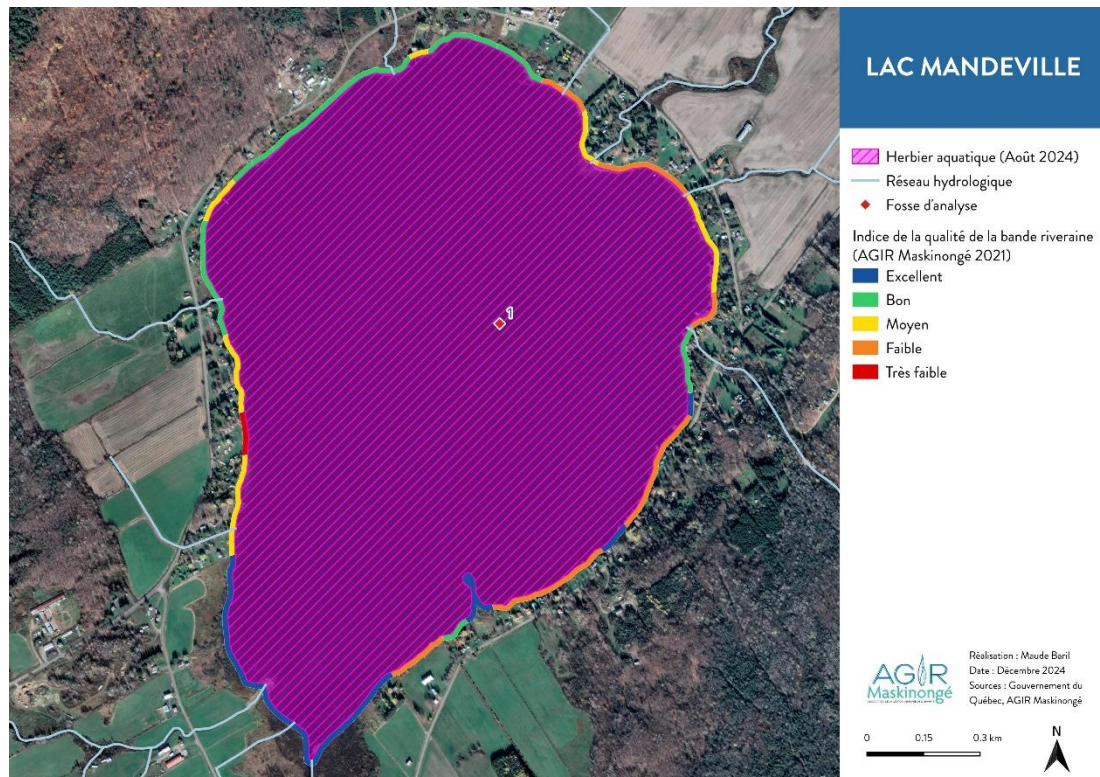 LAC MANDEVILLE
Herbier aquatique (Août 2024)
Réseau hydrologique
Fosse d'analyse
Indice de la qualité de la bande riveraine
(AGIR Maskinongé 2021)
Excellent
Bon
Moyen
Faible
Très faible
1
AGIR
Maskinongé
Réalisation : Maude Baril
Date : Décembre 2024
Sources : Gouvernement du
Québec, AGIR Maskinongé
0 0.15 0.3 km
N